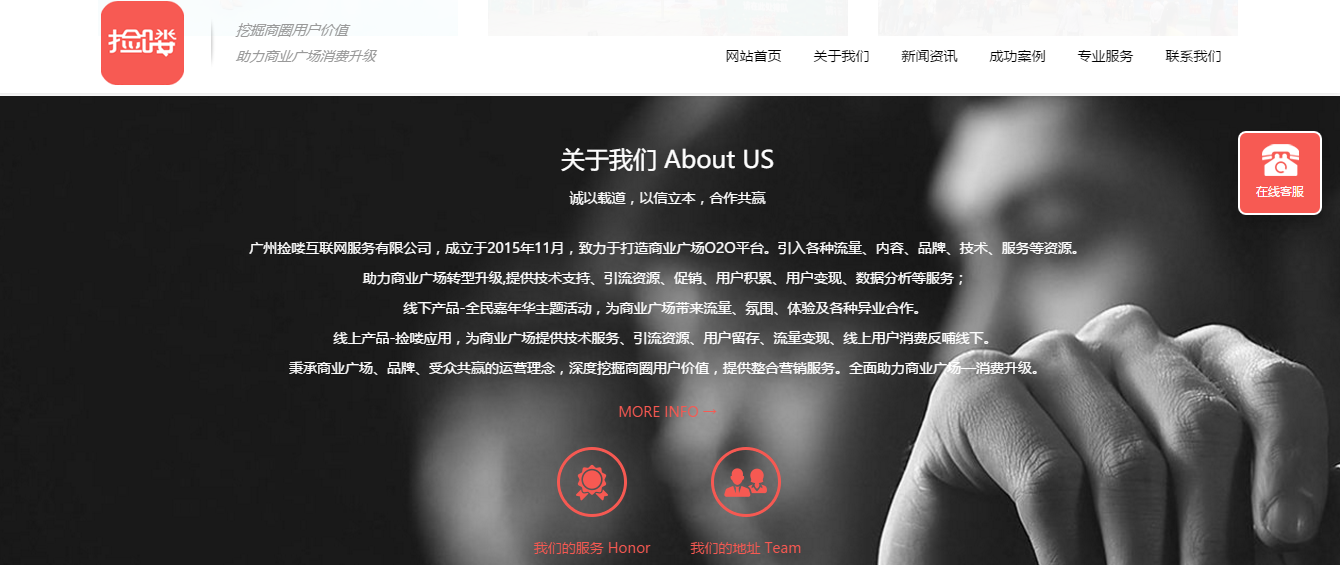 捡喽
挖掘商圈用户价值
助力商业广场消费升级
网站首页 关于我们 新闻资讯 成功案例 专业服务 联系我们
关于我们 About US
诚以载道，以信立本，合作共赢
在线客服
广州捡喽互联网服务有限公司，成立于2015年11月，致力于打造商业广场O2O平台。引入各种流量、内容、品牌、技术、服务等资源。
助力商业广场转型升级,提供技术支持、引流资源、促销、用户积累、用户变现、数据分析等服务；
线下产品-全民嘉年华主题活动，为商业广场带来流量、氛围、体验及各种异业合作。
线上产品-捡喽应用，为商业广场提供技术服务、引流资源、用户留存、流量变现、线上用户消费反哺线下。
秉承商业广场、品牌、受众共赢的运营理念，深度挖掘商圈用户价值，提供整合营销服务。全面助力商业广场—消费升级。
MORE INFO →
我们的服务 Honor 我们的地址 Team